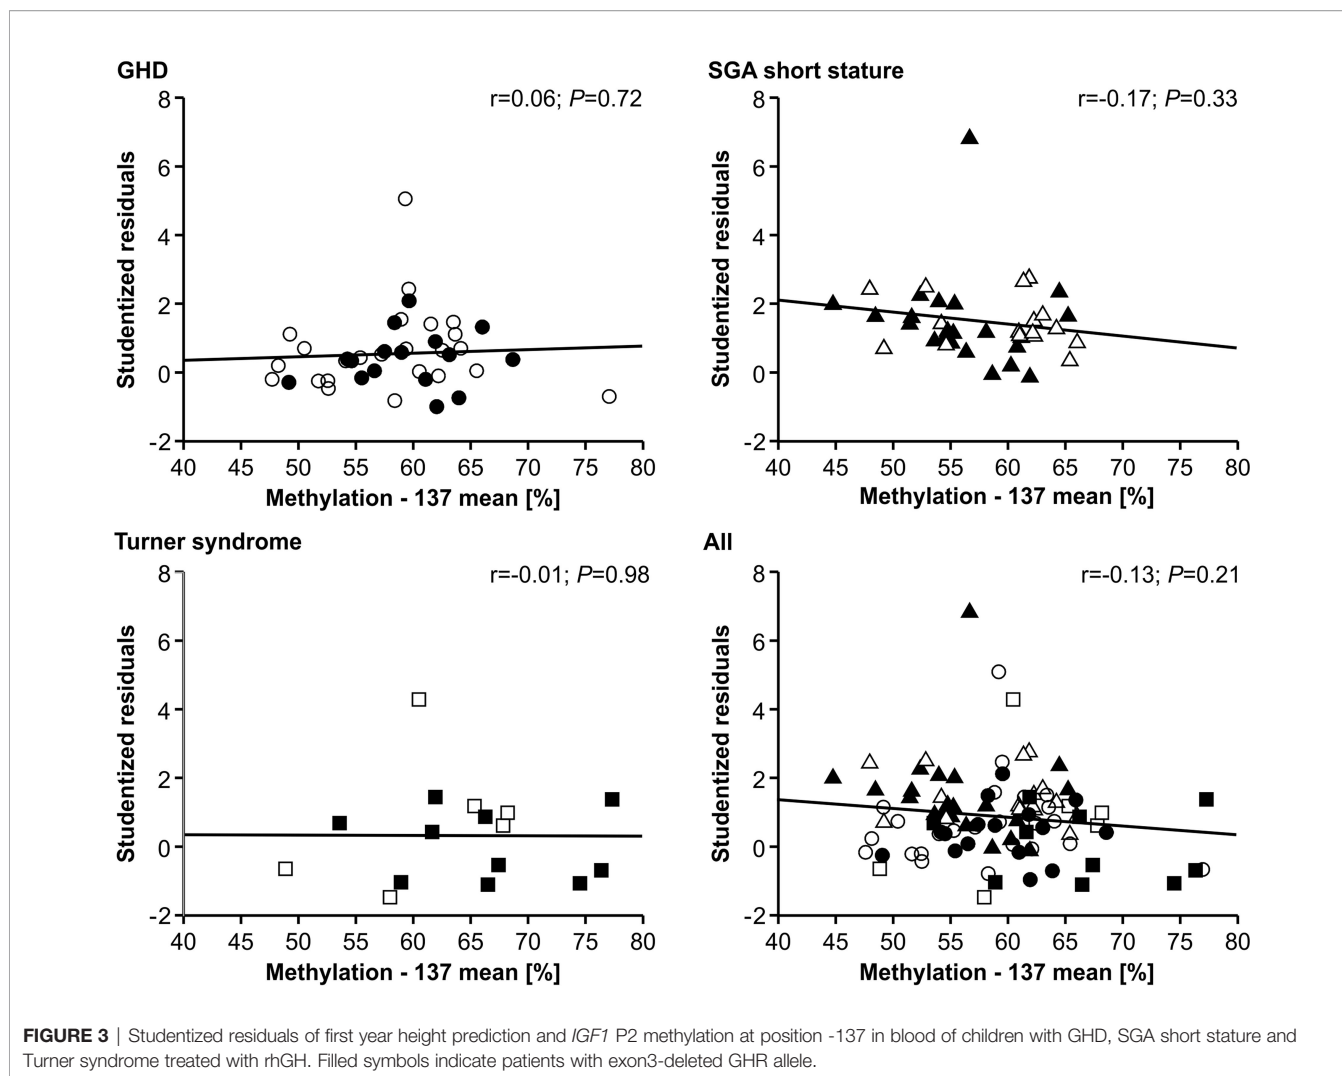 GHD
r=0.06; P=0.72
8
6
4
2
0
-2
Studentized residuals
40 45 50 55 60 65 70 75 80
Methylation - 137 mean [%]
SGA short stature
r=-0.17; P=0.33
8
6
4
2
0
-2
Studentized residuals
40 45 50 55 60 65 70 75 80
Methylation - 137 mean [%]
Turner syndrome
r=-0.01; P=0.98
8
6
4
2
0
-2
Studentized residuals
40 45 50 55 60 65 70 75 80
Methylation - 137 mean [%]
All
r=-0.13; P=0.21
8
6
4
2
0
-2
Studentized residuals
40 45 50 55 60 65 70 75 80
Methylation - 137 mean [%]
FIGURE 3 | Studentized residuals of first year height prediction and IGF1 P2 methylation at position -137 in blood of children with GHD, SGA short stature and
Turner syndrome treated with rhGH. Filled symbols indicate patients with exon3-deleted GHR allele.